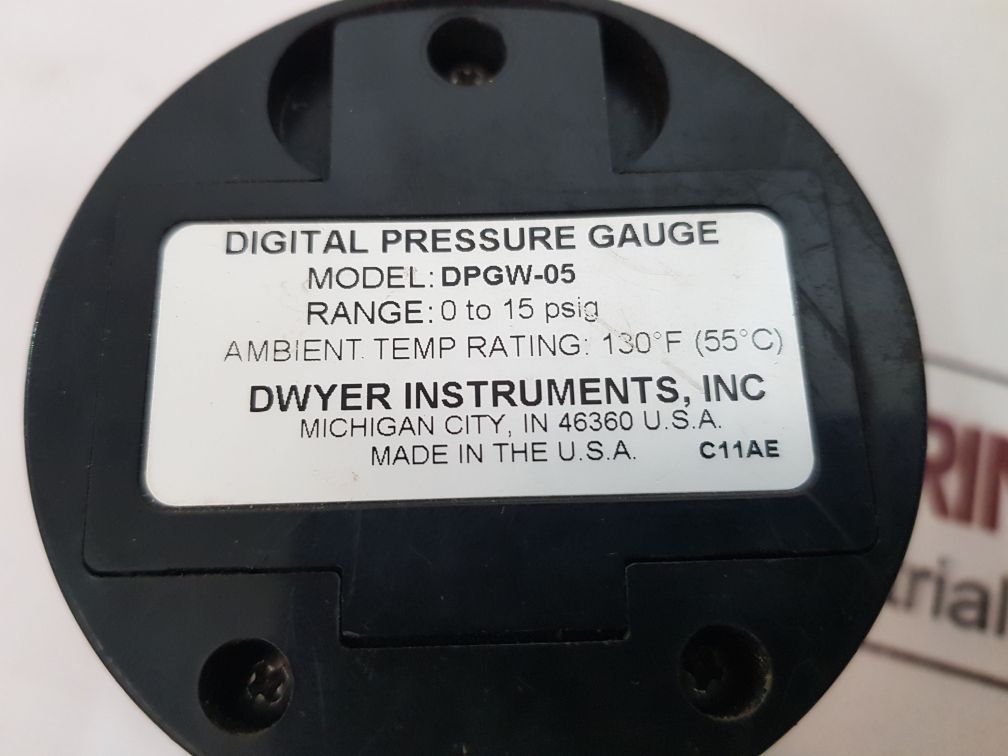 DIGITAL PRESSURE GAUGE
MODEL: DPGW-05
RANGE: 0 to 15 psig
AMBIENT TEMP RATING: 130°F (55°C)
DWYER INSTRUMENTS, INC
MICHIGAN CITY, IN 46360 U.S.A.
MADE IN THE U.S.A. C11AE